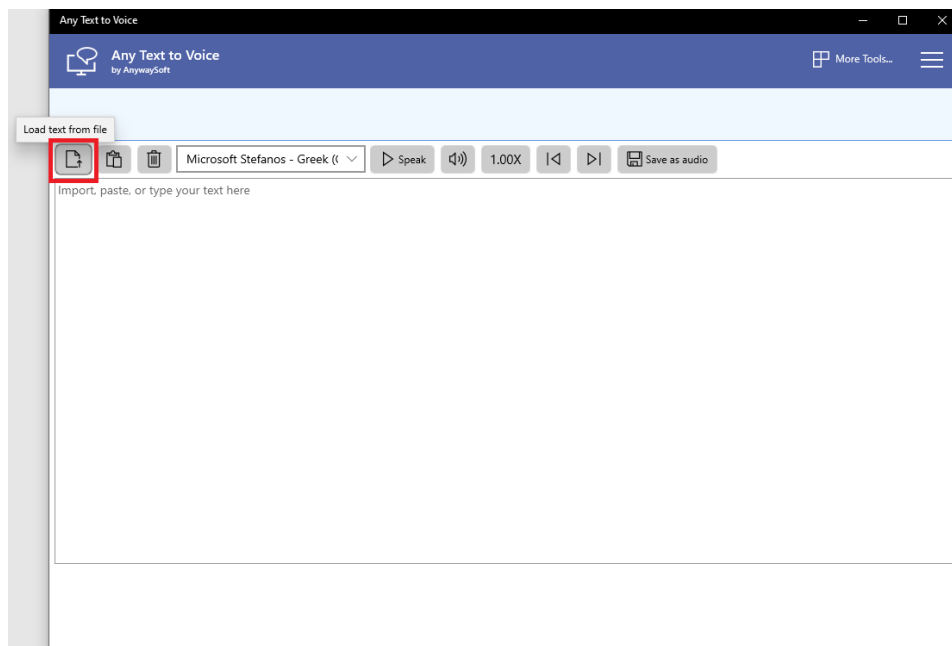 Any Text to Voice
Any Text to Voice
by AnywaySoft
More Tools...
Load text from file
Microsoft Stefanos - Greek (
Speak
1.00X
Save as audio
Import, paste, or type your text here